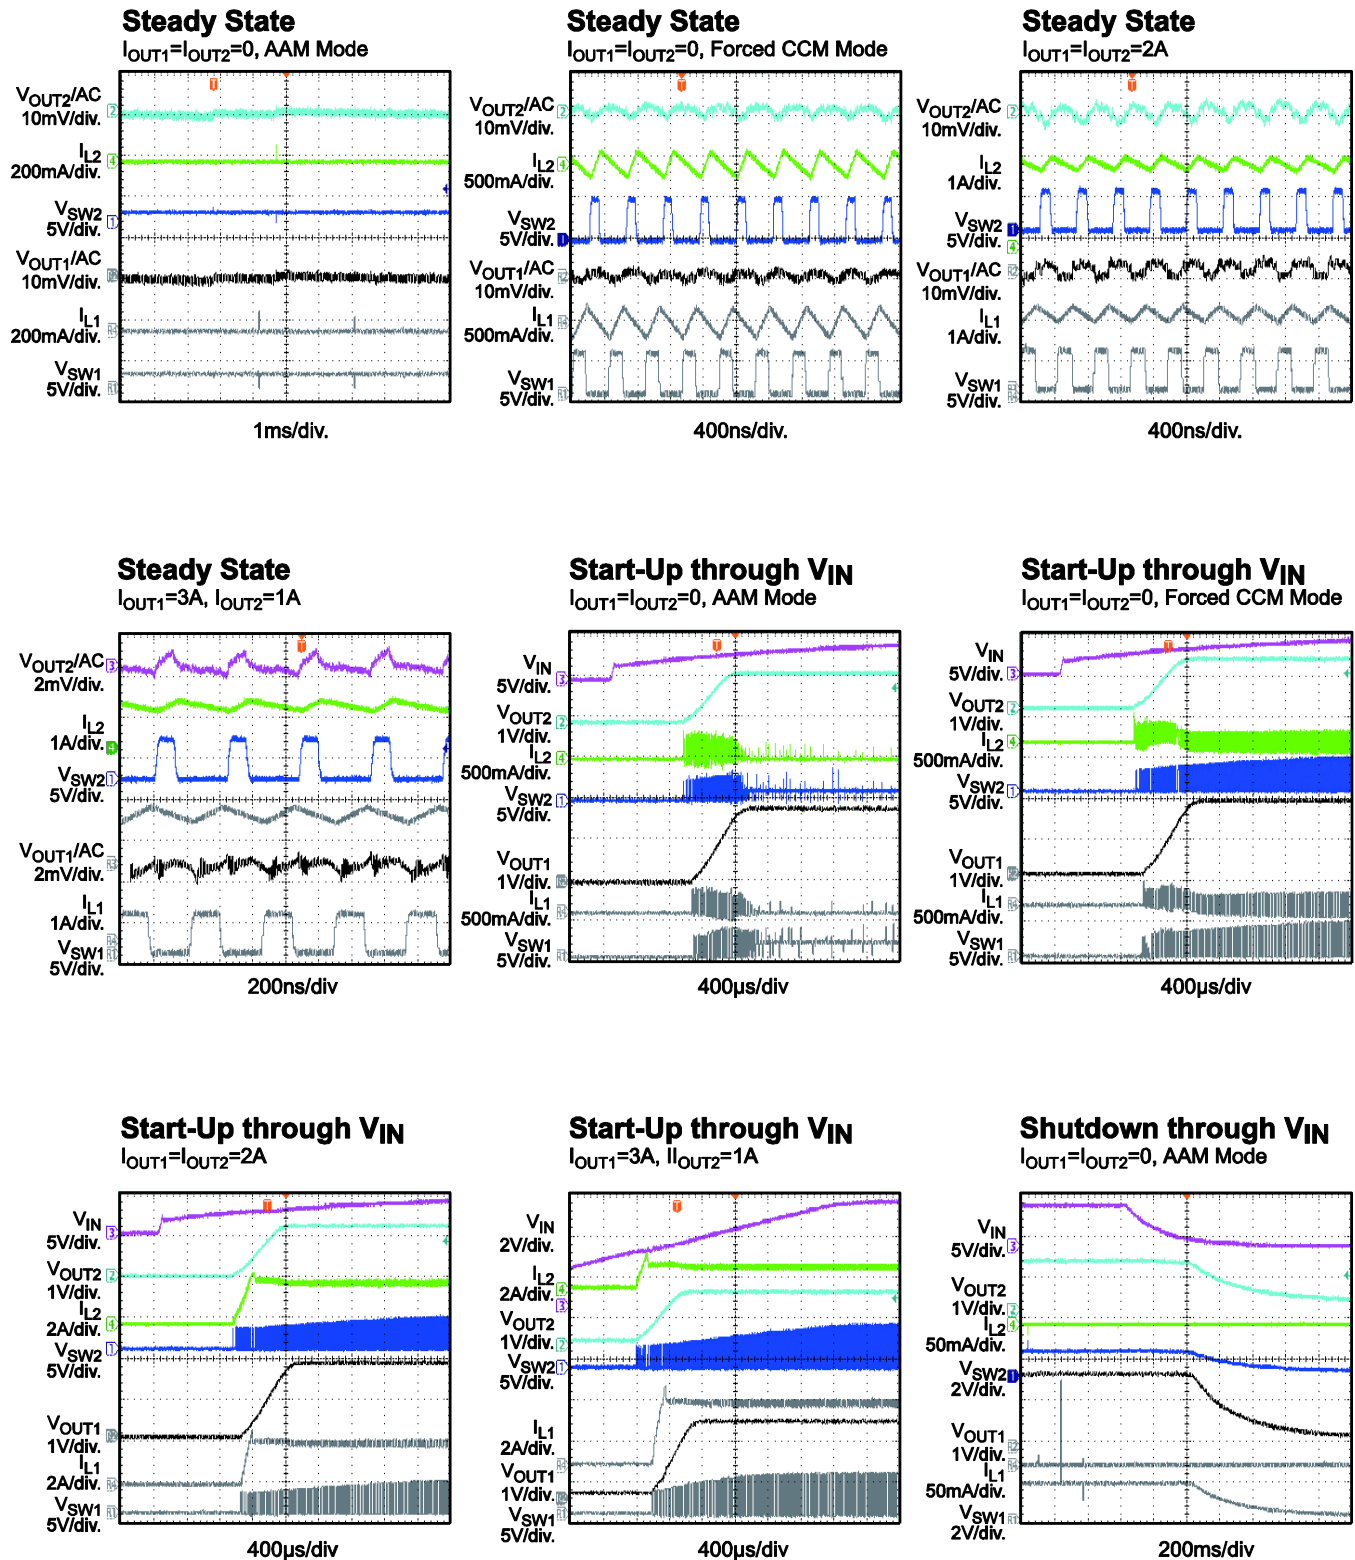 Steady State
IOUT1=IOUT2=0, AAM Mode
VOUT2/AC
10mV/div.
IL2
200mA/div.
VSW2
5V/div.
VOUT1/AC
10mV/div.
IL1
200mA/div.
VSW1
5V/div.
1ms/div.
Steady State
IOUT1=IOUT2=0, Forced CCM Mode
VOUT2/AC
10mV/div.
IL2
500mA/div.
VSW2
5V/div.
VOUT1/AC
10mV/div.
IL1
500mA/div.
VSW1
5V/div.
400ns/div.
Steady State
IOUT1=IOUT2=2A
VOUT2/AC
10mV/div.
IL2
1A/div.
VSW2
5V/div.
VOUT1/AC
10mV/div.
IL1
1A/div.
VSW1
5V/div.
400ns/div.
Steady State
IOUT1=3A, IOUT2=1A
VOUT2/AC
2mV/div.
IL2
1A/div.
VSW2
5V/div.
VOUT1/AC
2mV/div.
IL1
1A/div.
VSW1
5V/div.
200ns/div
Start-Up through VIN
IOUT1=IOUT2=0, AAM Mode
VIN
5V/div.
VOUT2
1V/div.
IL2
500mA/div.
VSW2
5V/div.
VOUT1
1V/div.
IL1
500mA/div.
VSW1
5V/div.
400µs/div
Start-Up through VIN
IOUT1=IOUT2=0, Forced CCM Mode
VIN
5V/div.
VOUT2
1V/div.
IL2
500mA/div.
VSW2
5V/div.
VOUT1
1V/div.
IL1
500mA/div.
VSW1
5V/div.
400µs/div
Start-Up through VIN
IOUT1=IOUT2=2A
VIN
5V/div.
VOUT2
1V/div.
IL2
2A/div.
VSW2
5V/div.
VOUT1
1V/div.
IL1
2A/div.
VSW1
5V/div.
400µs/div
Start-Up through VIN
IOUT1=3A, IIOUT2=1A
VIN
2V/div.
IL2
2A/div.
VOUT2
1V/div.
VSW2
5V/div.
IL1
2A/div.
VOUT1
1V/div.
VSW1
5V/div.
400µs/div
Shutdown through VIN
IOUT1=IOUT2=0, AAM Mode
VIN
5V/div.
VOUT2
1V/div.
IL2
50mA/div.
VSW2
2V/div.
VOUT1
1V/div.
IL1
50mA/div.
VSW1
2V/div.
200ms/div